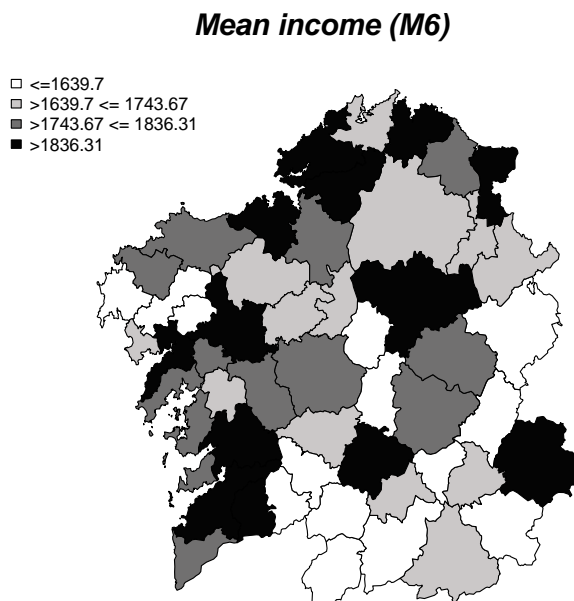 Mean income (M6)
<=1639.7
>1639.7 <= 1743.67
>1743.67 <= 1836.31
>1836.31